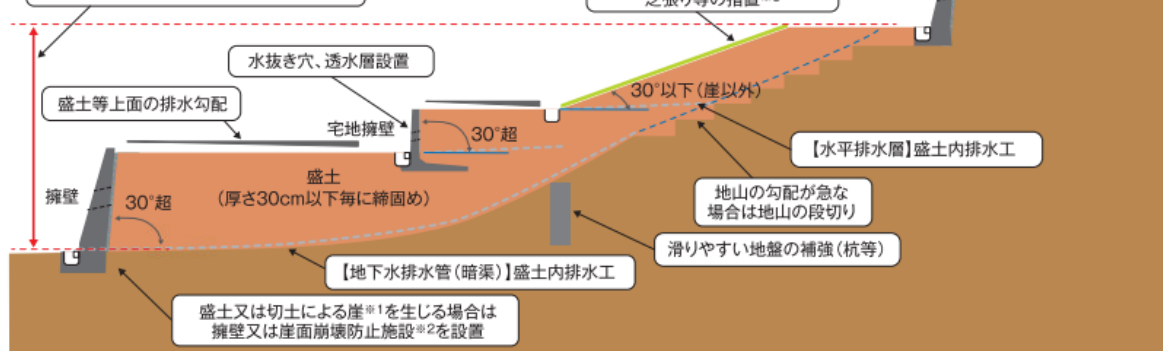 芝張り等の措置※3
水抜き穴、透水層設置
盛土等上面の排水勾配
30°以下(崖以外)
宅地擁壁
30°超
【水平排水層】盛土内排水工
盛土
(厚さ30cm以下毎に締固め)
擁壁
30°超
地山の勾配が急な
場合は地山の段切り
滑りやすい地盤の補強(杭等)
【地下水排水管(暗渠)】盛土内排水工
盛土又は切土による崖※1を生じる場合は
擁壁又は崖面崩壊防止施設※2を設置